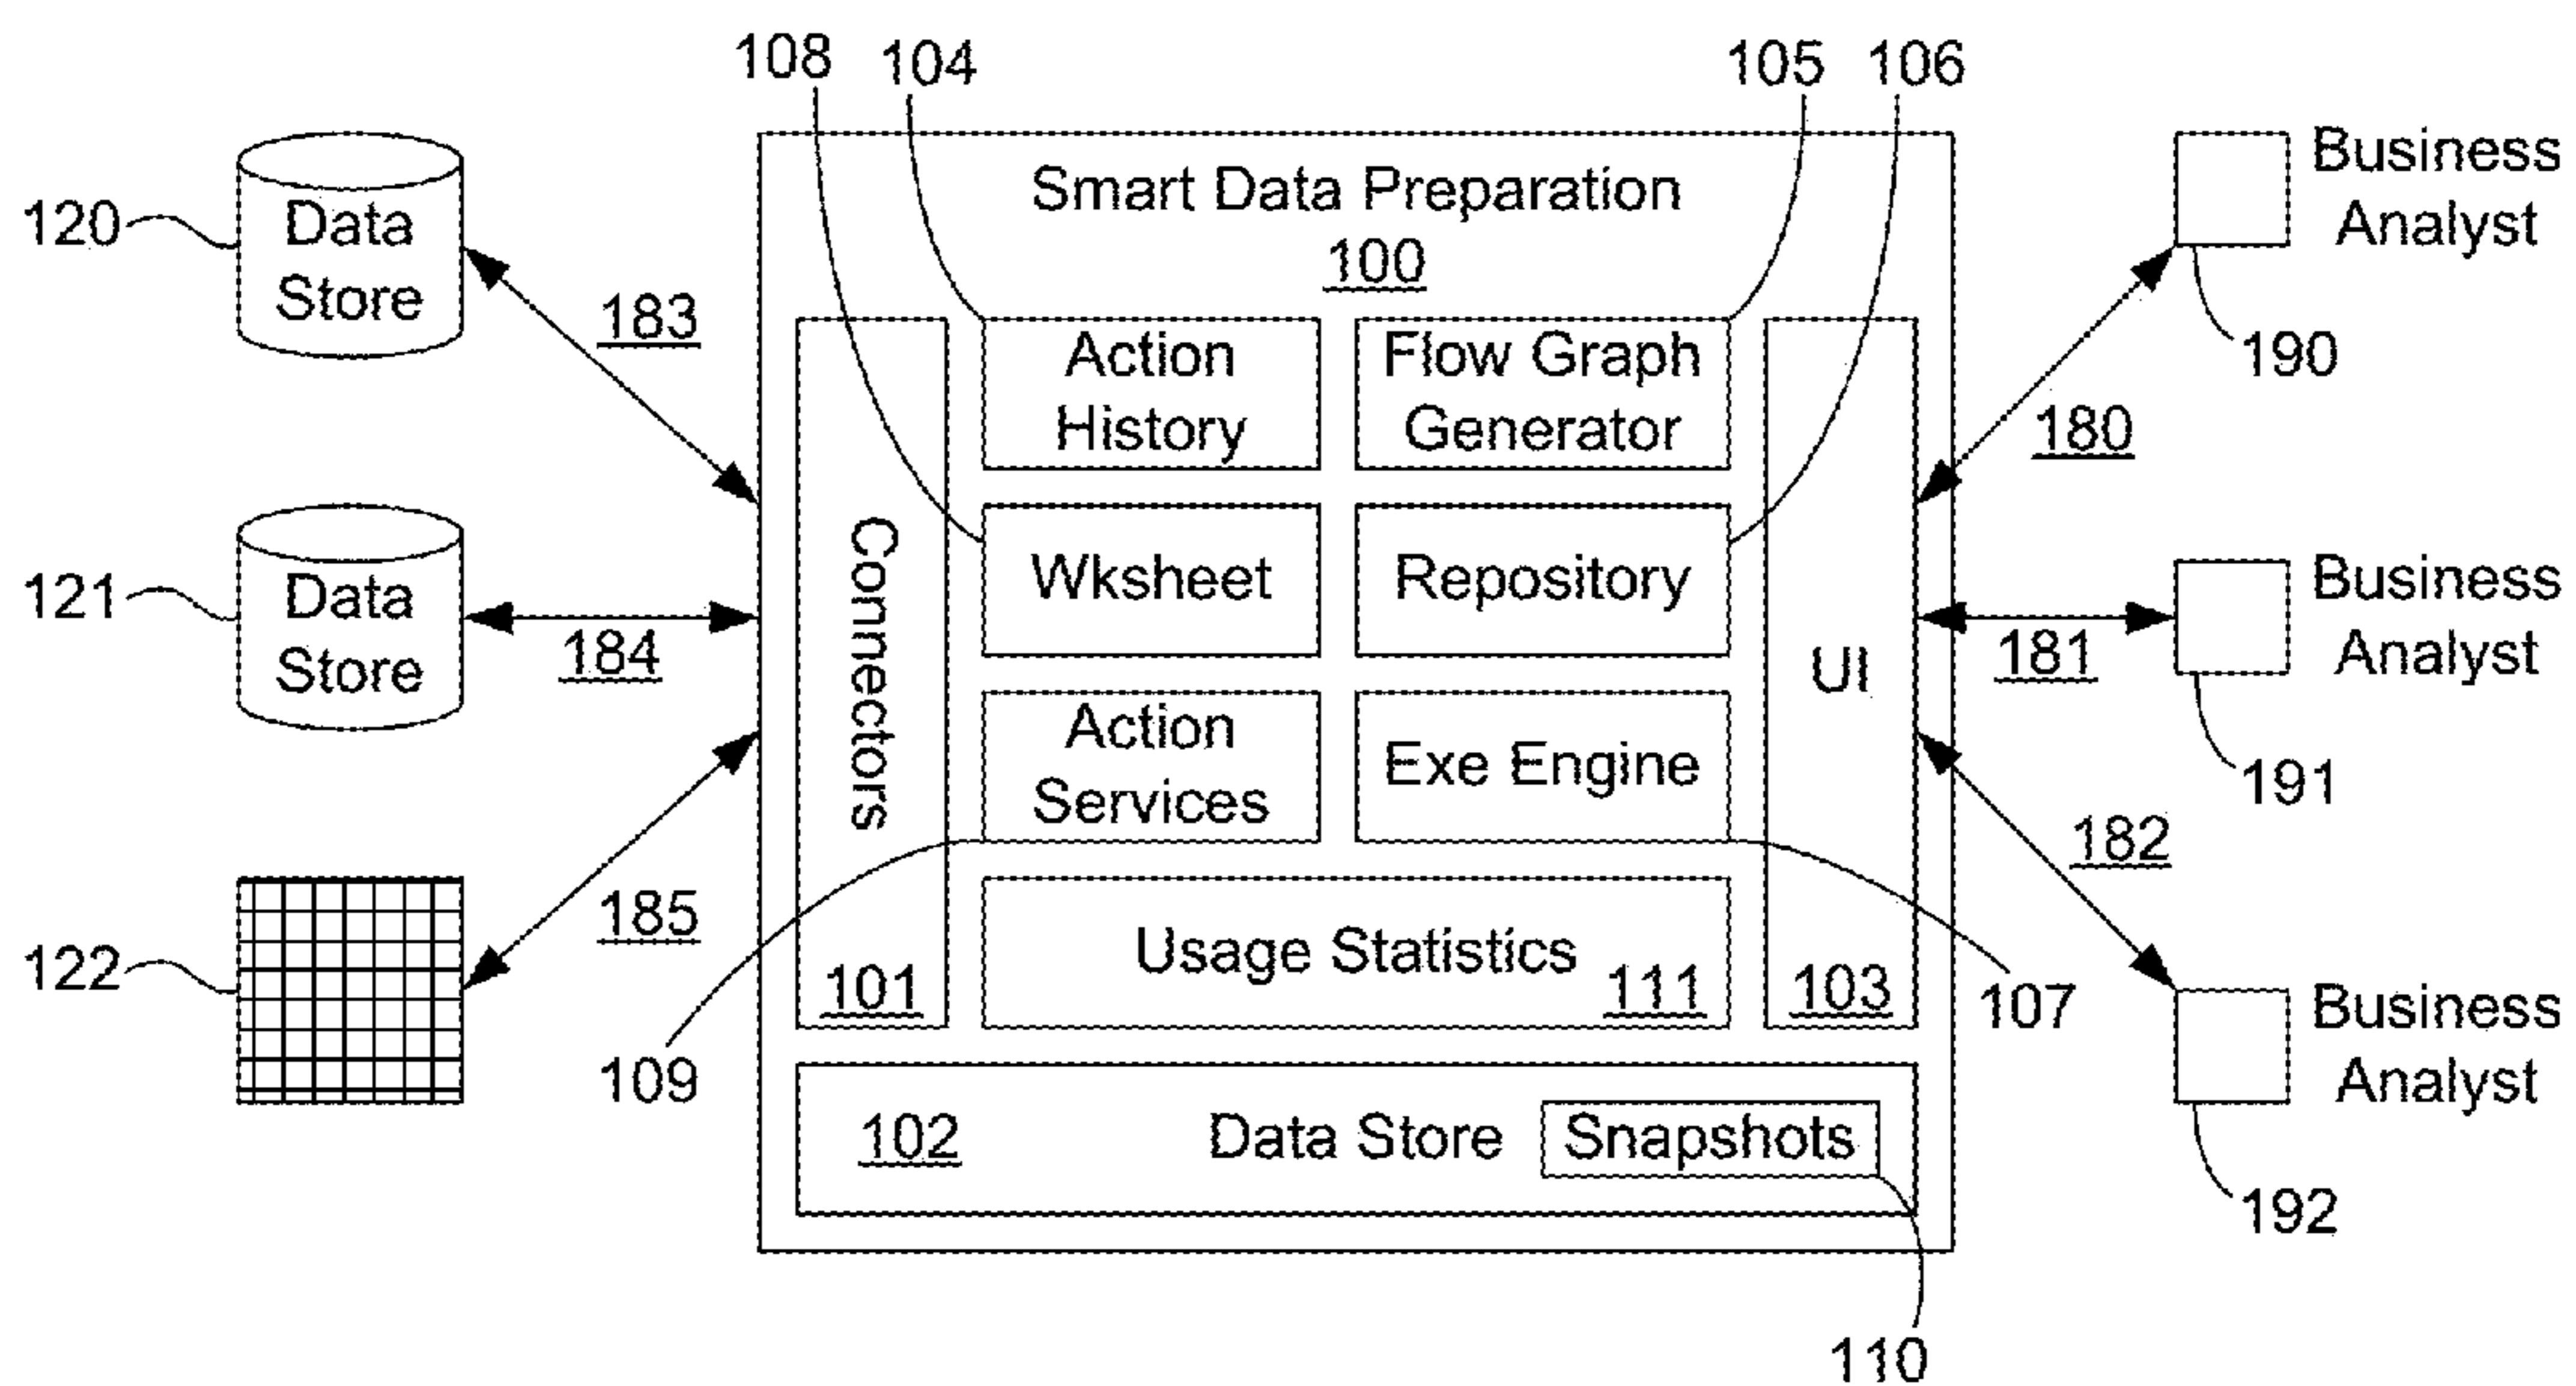 108
104
105
106
Smart Data Preparation
100
120
Data
Store
183
121
Data
Store
184
122
185
Connectors
101
Action
History
Flow Graph
Generator
Wksheet
Repository
Action
Services
Exe Engine
Usage Statistics
111
UI
103
109
107
102
Data Store
Snapshots
110
Business
Analyst
190
180
Business
Analyst
181
191
182
Business
Analyst
192